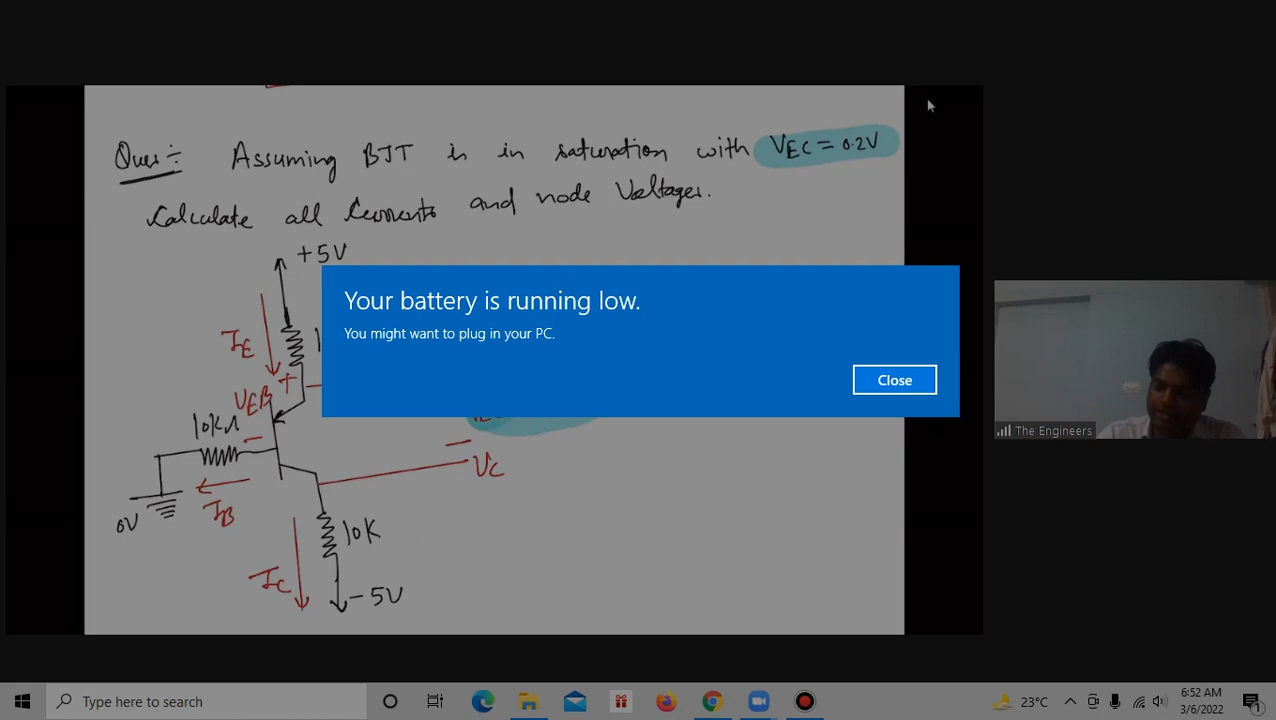 Ques:- Assuming BJT is in saturation with VEC = 0.2V
Calculate all Currents and node Voltages.
+5V
Your battery is running low.
You might want to plug in your PC.
Close
IE
VEB
+
10KΩ
VC
The Engineers
IB
0V
10K
IC
-5V
Type here to search
23°C
6:52 AM
3/6/2022
1